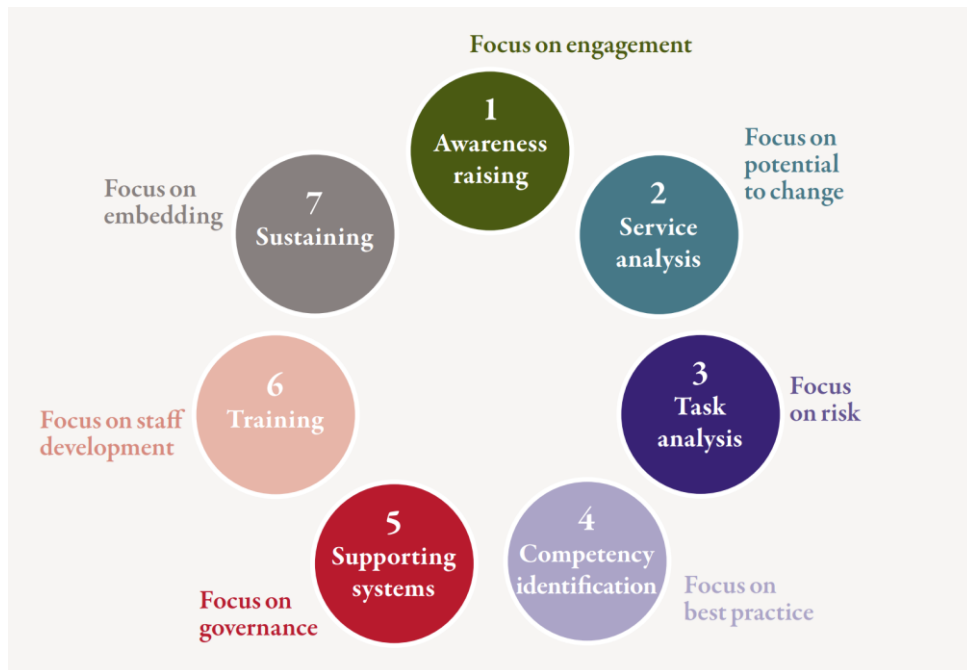 Focus on engagement
1
Awareness
raising
Focus on
potential
to change
2
Service
analysis
Focus
on risk
3
Task
analysis
4
Competency
identification
Focus on
best practice
5
Supporting
systems
Focus on
governance
6
Training
Focus on staff
development
7
Sustaining
Focus on
embedding